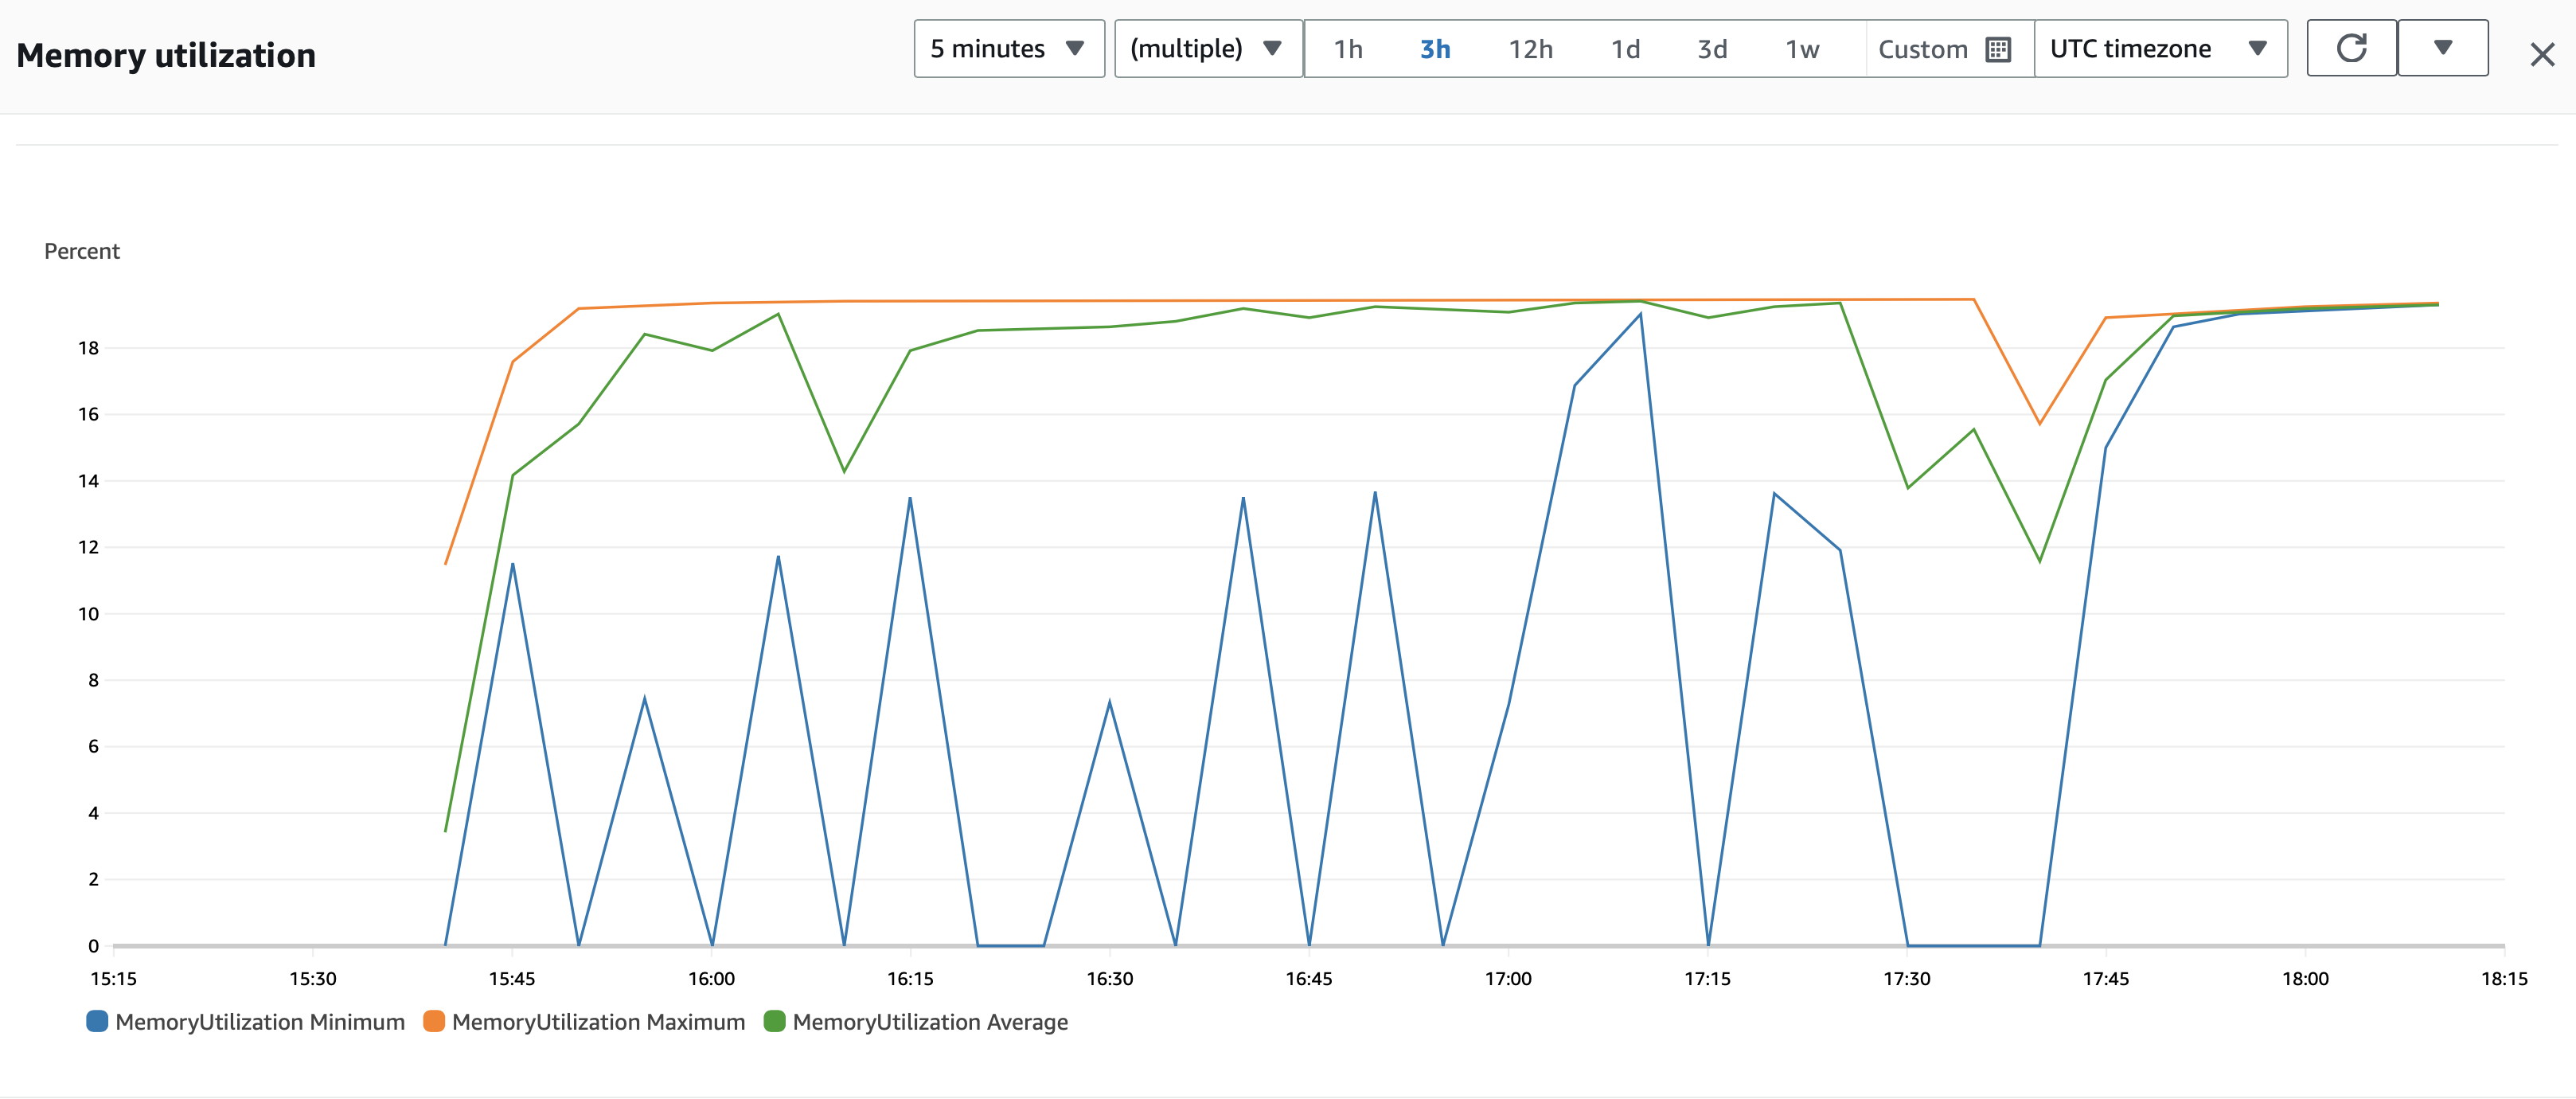 Memory utilization
5 minutes (multiple) 1h 3h 12h 1d 3d 1w Custom UTC timezone
Percent
18
16
14
12
10
8
6
4
2
0
15:15 15:30 15:45 16:00 16:15 16:30 16:45 17:00 17:15 17:30 17:45 18:00 18:15
MemoryUtilization Minimum MemoryUtilization Maximum MemoryUtilization Average